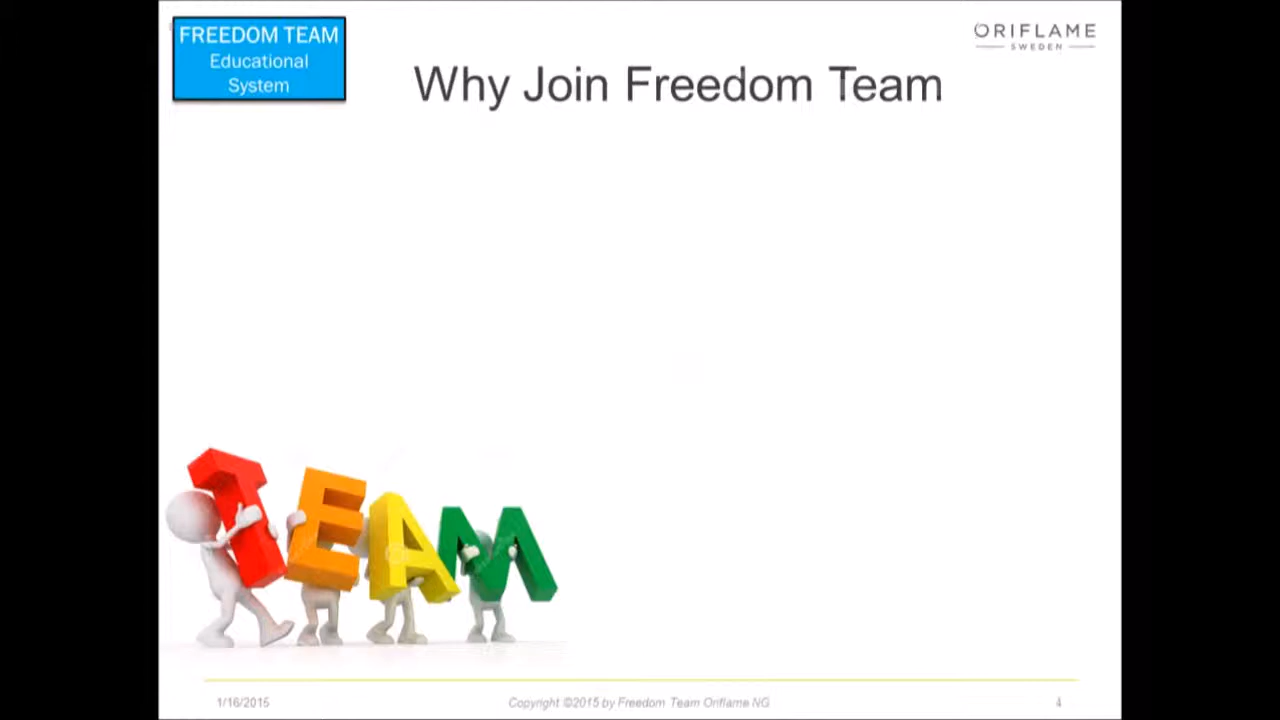 FREEDOM TEAM
Educational
System
ORIFLAME
SWEDEN
Why Join Freedom Team
TEAM
1/16/2015
Copyright ©2015 by Freedom Team Oriflame NG
4